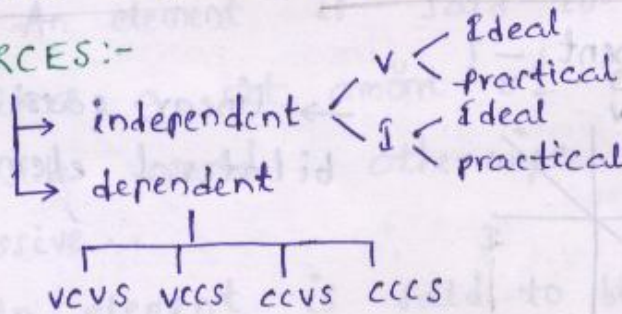 RCES:-
Ideal
V
practical
independent
Ideal
I
practical
dependent
VCVS VCCS CCVS CCCS